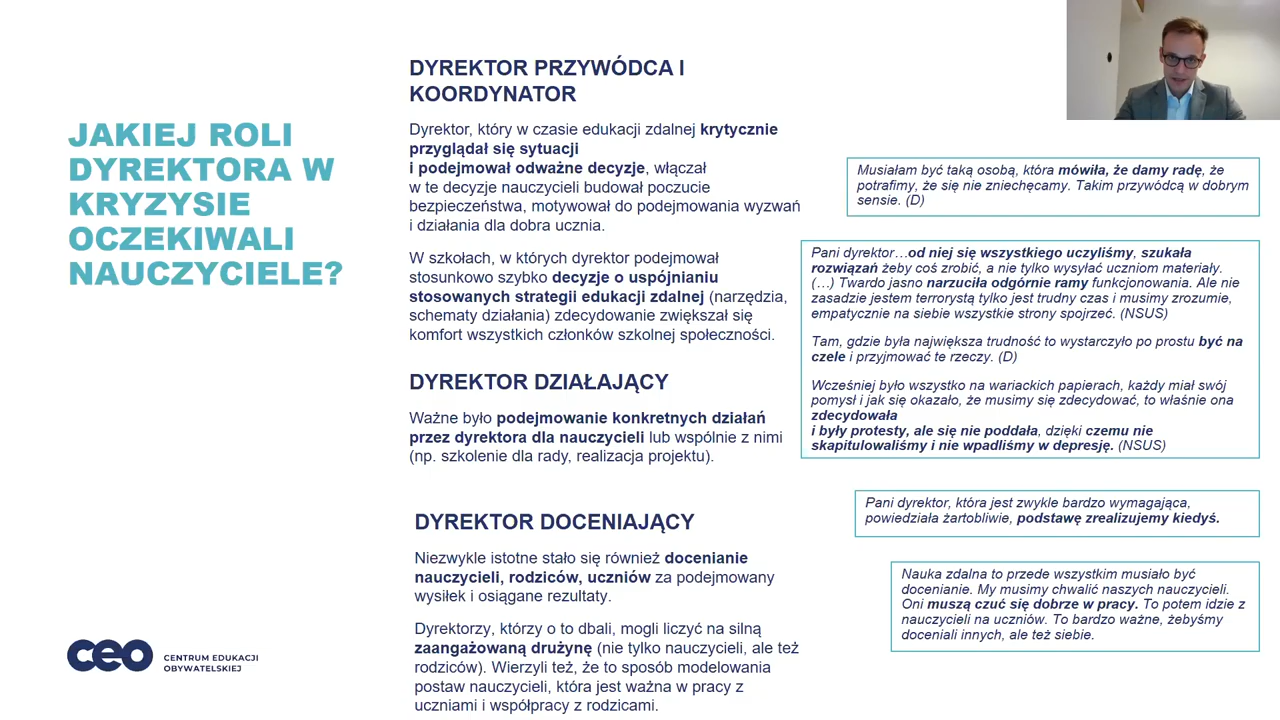 JAKIEJ ROLI
DYREKTORA W
KRYZYSIE
OCZEKIWALI
NAUCZYCIELE?
DYREKTOR PRZYWÓDCA I
KOORDYNATOR
Dyrektor, który w czasie edukacji zdalnej krytycznie
przyglądał się sytuacji
i podejmował odważne decyzje, włączał
w te decyzje nauczycieli budował poczucie
bezpieczeństwa, motywował do podejmowania wyzwań
i działania dla dobra ucznia.
W szkołach, w których dyrektor podejmował
stosunkowo szybko decyzje o uspójnianiu
stosowanych strategii edukacji zdalnej (narzędzia,
schematy działania) zdecydowanie zwiększał się
komfort wszystkich członków szkolnej społeczności.
DYREKTOR DZIAŁAJĄCY
Ważne było podejmowanie konkretnych działań
przez dyrektora dla nauczycieli lub wspólnie z nimi
(np. szkolenie dla rady, realizacja projektu).
DYREKTOR DOCENIAJĄCY
Niezwykle istotne stało się również docenianie
nauczycieli, rodziców, uczniów za podejmowany
wysiłek i osiągane rezultaty.
Dyrektorzy, którzy o to dbali, mogli liczyć na silną
zaangażowaną drużynę (nie tylko nauczycieli, ale też
rodziców). Wierzyli też, że to sposób modelowania
postaw nauczycieli, która jest ważna w pracy z
uczniami i współpracy z rodzicami.
Musiałam być taką osobą, która mówiła, że damy radę, że
potrafimy, że się nie zniechęcamy. Takim przywódcą w dobrym
sensie. (D)
Pani dyrektor…od niej się wszystkiego uczyliśmy, szukała
rozwiązań żeby coś zrobić, a nie tylko wysyłać uczniom materiały.
(…) Twardo jasno narzuciła odgórnie ramy funkcjonowania. Ale nie
zasadzie jestem terrorystą tylko jest trudny czas i musimy zrozumie,
empatycznie na siebie wszystkie strony spojrzeć. (NSUS)
Tam, gdzie była największa trudność to wystarczyło po prostu być na
czele i przyjmować te rzeczy. (D)
Wcześniej było wszystko na wariackich papierach, każdy miał swój
pomysł i jak się okazało, że musimy się zdecydować, to właśnie ona
zdecydowała
i były protesty, ale się nie poddała, dzięki czemu nie
skapitulowaliśmy i nie wpadliśmy w depresję. (NSUS)
Pani dyrektor, która jest zwykle bardzo wymagająca,
powiedziała żartobliwie, podstawę zrealizujemy kiedyś.
Nauka zdalna to przede wszystkim musiało być
docenianie. My musimy chwalić naszych nauczycieli.
Oni muszą czuć się dobrze w pracy. To potem idzie z
nauczycieli na uczniów. To bardzo ważne, żebyśmy
doceniali innych, ale też siebie.
ceo CENTRUM EDUKACJI
OBYWATELSKIEJ